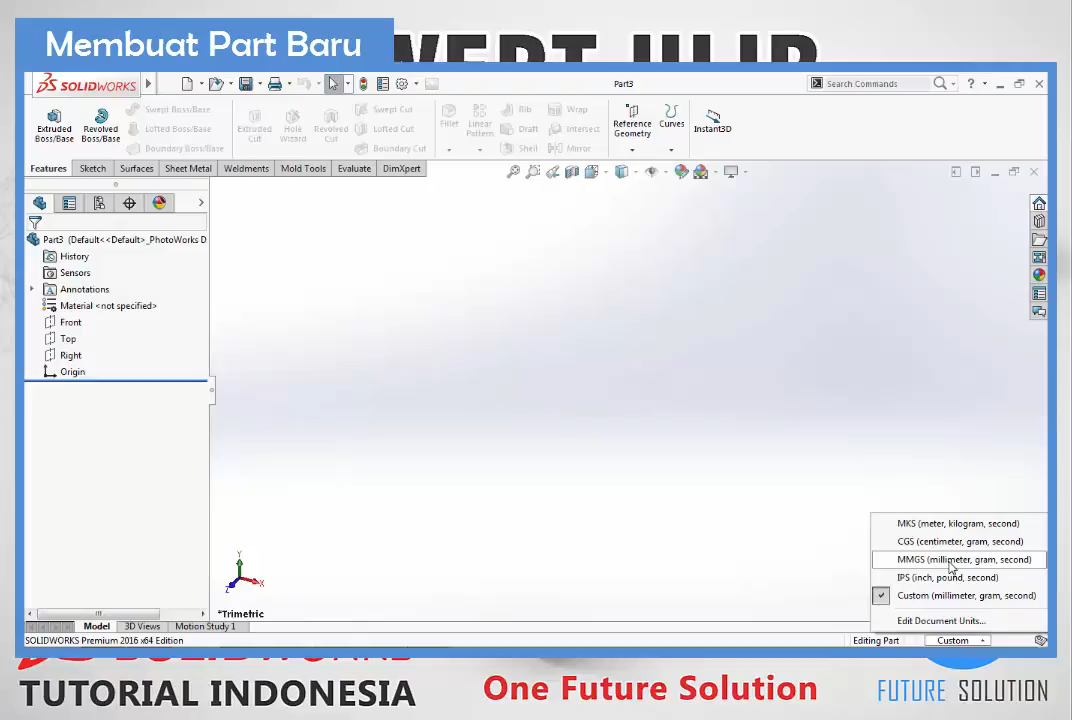 Membuat Part Baru
SOLIDWORKS
Part3
Search Commands
?
Extruded
Boss/Base
Revolved
Boss/Base
Swept Boss/Base
Lofted Boss/Base
Boundary Boss/Base
Extruded
Cut
Hole
Wizard
Revolved
Cut
Swept Cut
Lofted Cut
Boundary Cut
Fillet
Linear
Pattern
Rib
Draft
Shell
Wrap
Intersect
Mirror
Reference
Geometry
Curves
Instant3D
Features Sketch Surfaces Sheet Metal Weldments Mold Tools Evaluate DimXpert
Part3 (Default<<Default>_PhotoWorks D
History
Sensors
Annotations
Material <not specified>
Front
Top
Right
Origin
Y
X
Z
*Trimetric
MKS (meter, kilogram, second)
CGS (centimeter, gram, second)
MMGS (millimeter, gram, second)
IPS (inch, pound, second)
Custom (millimeter, gram, second)
Edit Document Units...
Model 3D Views Motion Study 1
SOLIDWORKS Premium 2016 x64 Edition
Editing Part
Custom
TUTORIAL INDONESIA
One Future Solution
FUTURE SOLUTION